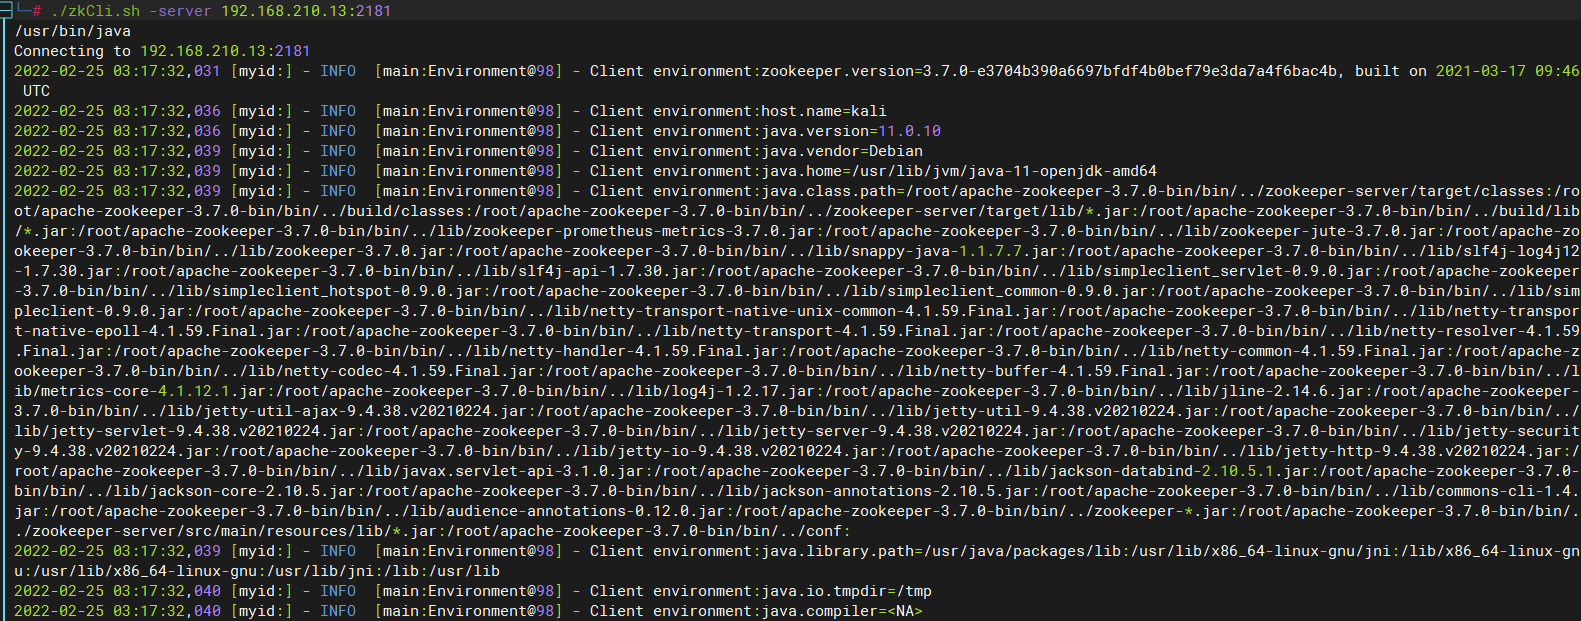 └─# ./zkCli.sh -server 192.168.210.13:2181
/usr/bin/java
Connecting to 192.168.210.13:2181
2022-02-25 03:17:32,031 [myid:] - INFO  [main:Environment@98] - Client environment:zookeeper.version=3.7.0-e3704b390a6697bfdf4b0bef79e3da7a4f6bac4b, built on 2021-03-17 09:46
 UTC
2022-02-25 03:17:32,036 [myid:] - INFO  [main:Environment@98] - Client environment:host.name=kali
2022-02-25 03:17:32,036 [myid:] - INFO  [main:Environment@98] - Client environment:java.version=11.0.10
2022-02-25 03:17:32,039 [myid:] - INFO  [main:Environment@98] - Client environment:java.vendor=Debian
2022-02-25 03:17:32,039 [myid:] - INFO  [main:Environment@98] - Client environment:java.home=/usr/lib/jvm/java-11-openjdk-amd64
2022-02-25 03:17:32,039 [myid:] - INFO  [main:Environment@98] - Client environment:java.class.path=/root/apache-zookeeper-3.7.0-bin/bin/../zookeeper-server/target/classes:/ro
ot/apache-zookeeper-3.7.0-bin/bin/../build/classes:/root/apache-zookeeper-3.7.0-bin/bin/../zookeeper-server/target/lib/*.jar:/root/apache-zookeeper-3.7.0-bin/bin/../build/lib
/*.jar:/root/apache-zookeeper-3.7.0-bin/bin/../lib/zookeeper-prometheus-metrics-3.7.0.jar:/root/apache-zookeeper-3.7.0-bin/bin/../lib/zookeeper-jute-3.7.0.jar:/root/apache-zo
okeeper-3.7.0-bin/bin/../lib/zookeeper-3.7.0.jar:/root/apache-zookeeper-3.7.0-bin/bin/../lib/snappy-java-1.1.7.7.jar:/root/apache-zookeeper-3.7.0-bin/bin/../lib/slf4j-log4j12
-1.7.30.jar:/root/apache-zookeeper-3.7.0-bin/bin/../lib/slf4j-api-1.7.30.jar:/root/apache-zookeeper-3.7.0-bin/bin/../lib/simpleclient_servlet-0.9.0.jar:/root/apache-zookeeper
-3.7.0-bin/bin/../lib/simpleclient_hotspot-0.9.0.jar:/root/apache-zookeeper-3.7.0-bin/bin/../lib/simpleclient_common-0.9.0.jar:/root/apache-zookeeper-3.7.0-bin/bin/../lib/sim
pleclient-0.9.0.jar:/root/apache-zookeeper-3.7.0-bin/bin/../lib/netty-transport-native-unix-common-4.1.59.Final.jar:/root/apache-zookeeper-3.7.0-bin/bin/../lib/netty-transpor
t-native-epoll-4.1.59.Final.jar:/root/apache-zookeeper-3.7.0-bin/bin/../lib/netty-transport-4.1.59.Final.jar:/root/apache-zookeeper-3.7.0-bin/bin/../lib/netty-resolver-4.1.59
.Final.jar:/root/apache-zookeeper-3.7.0-bin/bin/../lib/netty-handler-4.1.59.Final.jar:/root/apache-zookeeper-3.7.0-bin/bin/../lib/netty-common-4.1.59.Final.jar:/root/apache-z
ookeeper-3.7.0-bin/bin/../lib/netty-codec-4.1.59.Final.jar:/root/apache-zookeeper-3.7.0-bin/bin/../lib/netty-buffer-4.1.59.Final.jar:/root/apache-zookeeper-3.7.0-bin/bin/../l
ib/metrics-core-4.1.12.1.jar:/root/apache-zookeeper-3.7.0-bin/bin/../lib/log4j-1.2.17.jar:/root/apache-zookeeper-3.7.0-bin/bin/../lib/jline-2.14.6.jar:/root/apache-zookeeper-
3.7.0-bin/bin/../lib/jetty-util-ajax-9.4.38.v20210224.jar:/root/apache-zookeeper-3.7.0-bin/bin/../lib/jetty-util-9.4.38.v20210224.jar:/root/apache-zookeeper-3.7.0-bin/bin/../
lib/jetty-servlet-9.4.38.v20210224.jar:/root/apache-zookeeper-3.7.0-bin/bin/../lib/jetty-server-9.4.38.v20210224.jar:/root/apache-zookeeper-3.7.0-bin/bin/../lib/jetty-securit
y-9.4.38.v20210224.jar:/root/apache-zookeeper-3.7.0-bin/bin/../lib/jetty-io-9.4.38.v20210224.jar:/root/apache-zookeeper-3.7.0-bin/bin/../lib/jetty-http-9.4.38.v20210224.jar:/
root/apache-zookeeper-3.7.0-bin/bin/../lib/javax.servlet-api-3.1.0.jar:/root/apache-zookeeper-3.7.0-bin/bin/../lib/jackson-databind-2.10.5.1.jar:/root/apache-zookeeper-3.7.0-
bin/bin/../lib/jackson-core-2.10.5.jar:/root/apache-zookeeper-3.7.0-bin/bin/../lib/jackson-annotations-2.10.5.jar:/root/apache-zookeeper-3.7.0-bin/bin/../lib/commons-cli-1.4.
jar:/root/apache-zookeeper-3.7.0-bin/bin/../lib/audience-annotations-0.12.0.jar:/root/apache-zookeeper-3.7.0-bin/bin/../zookeeper-*.jar:/root/apache-zookeeper-3.7.0-bin/bin/.
./zookeeper-server/src/main/resources/lib/*.jar:/root/apache-zookeeper-3.7.0-bin/bin/../conf:
2022-02-25 03:17:32,039 [myid:] - INFO  [main:Environment@98] - Client environment:java.library.path=/usr/java/packages/lib:/usr/lib/x86_64-linux-gnu/jni:/lib/x86_64-linux-gn
u:/usr/lib/x86_64-linux-gnu:/usr/lib/jni:/lib:/usr/lib
2022-02-25 03:17:32,040 [myid:] - INFO  [main:Environment@98] - Client environment:java.io.tmpdir=/tmp
2022-02-25 03:17:32,040 [myid:] - INFO  [main:Environment@98] - Client environment:java.compiler=<NA>